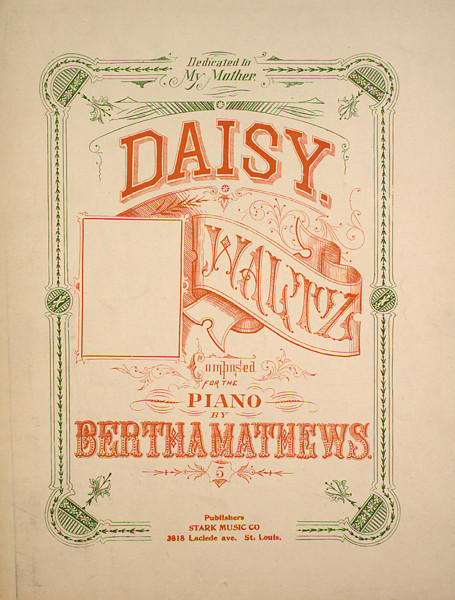 Dedicated to
My Mother.
DAISY.
WALTZ
Composed
FOR THE
PIANO
BY
BERTHA MATHEWS.
5
Publishers
STARK MUSIC CO
3818 Laclede ave. St. Louis.